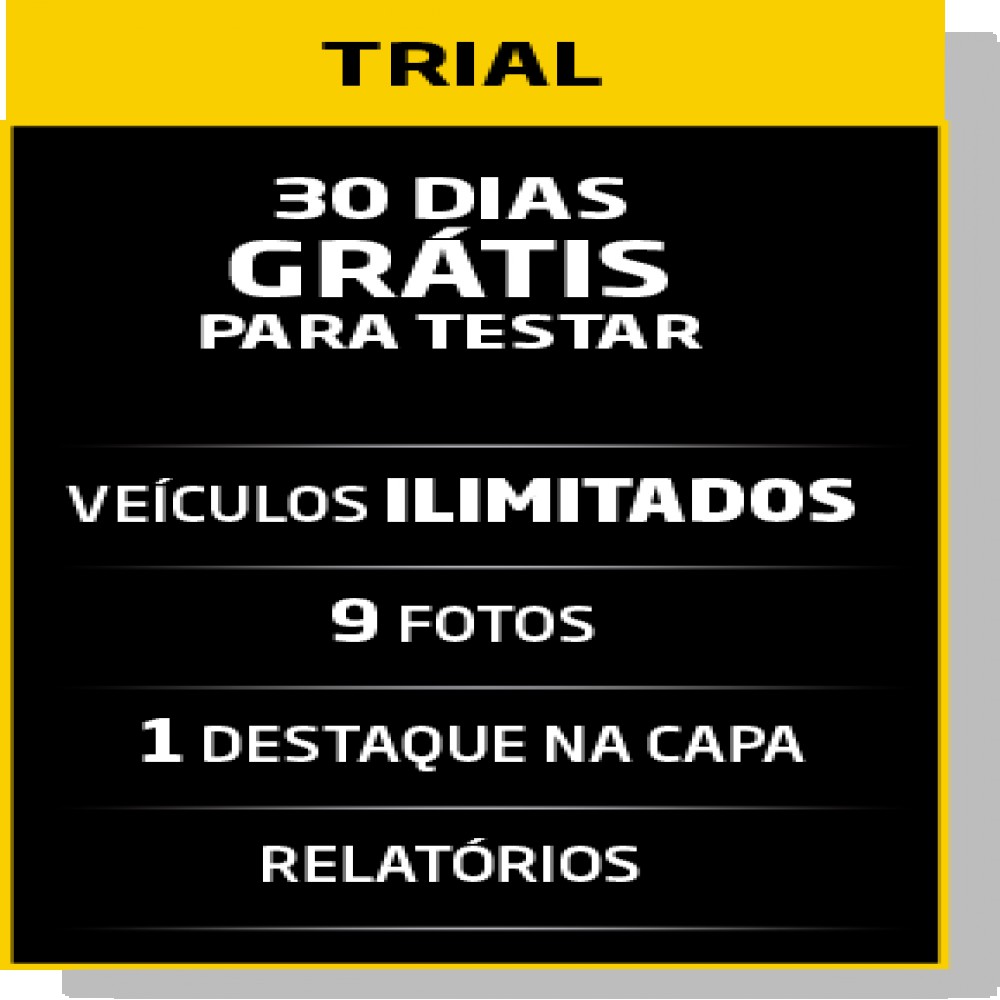 TRIAL
30 DIAS
GRÁTIS
PARA TESTAR
VEÍCULOS ILIMITADOS
9 FOTOS
1 DESTAQUE NA CAPA
RELATÓRIOS